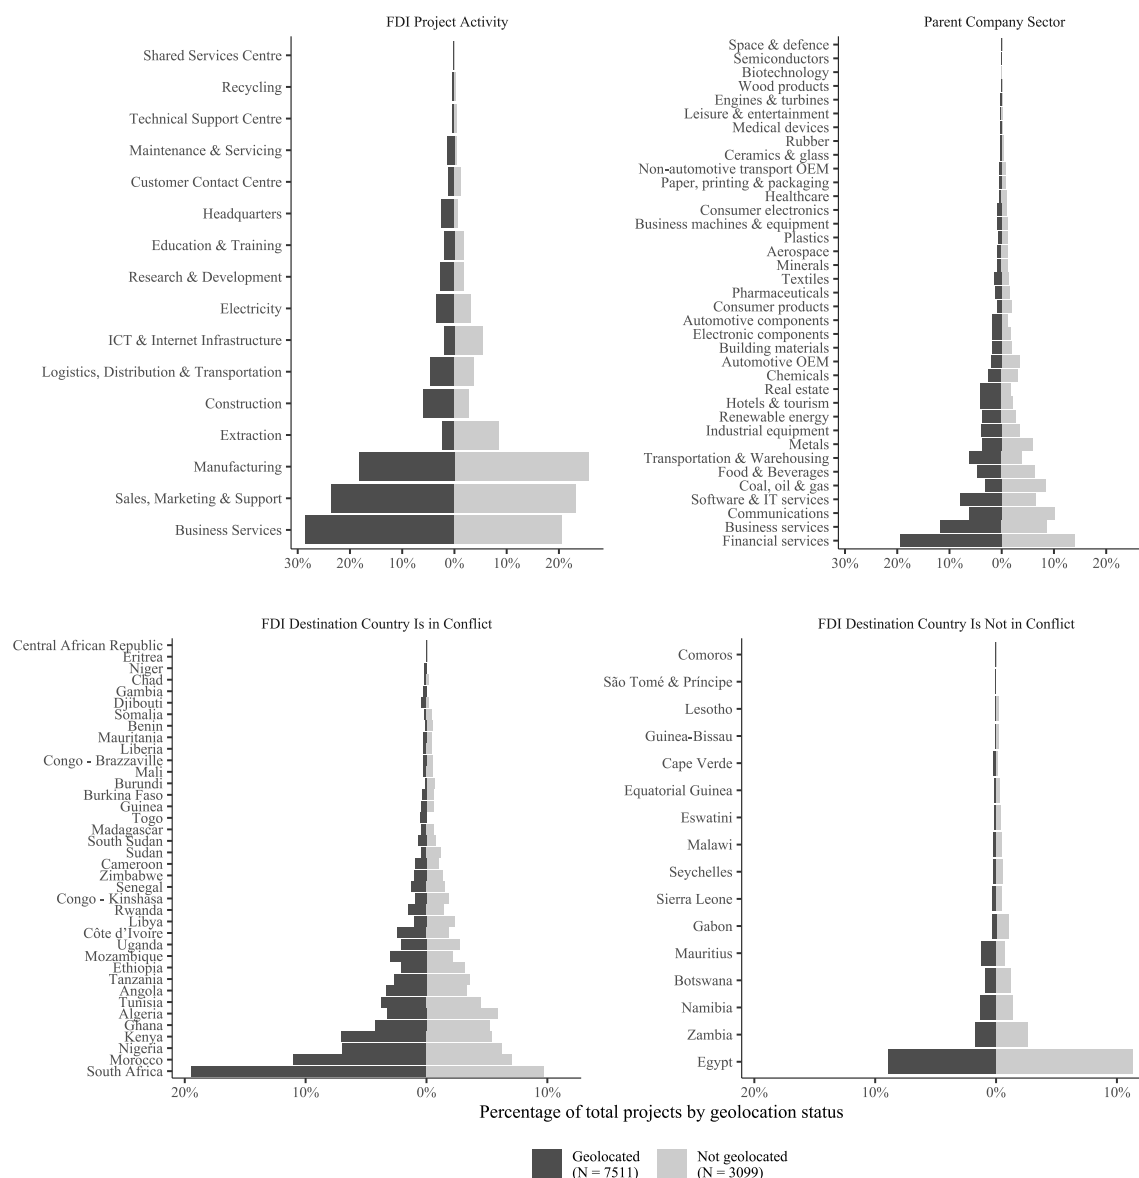 FDI Project Activity
Shared Services Centre
Recycling
Technical Support Centre
Maintenance & Servicing
Customer Contact Centre
Headquarters
Education & Training
Research & Development
Electricity
ICT & Internet Infrastructure
Logistics, Distribution & Transportation
Construction
Extraction
Manufacturing
Sales, Marketing & Support
Business Services
30% 20% 10% 0% 10% 20%
Parent Company Sector
Space & defence
Semiconductors
Biotechnology
Wood products
Engines & turbines
Leisure & entertainment
Medical devices
Rubber
Ceramics & glass
Non-automotive transport OEM
Paper, printing & packaging
Healthcare
Consumer electronics
Business machines & equipment
Plastics
Aerospace
Minerals
Textiles
Pharmaceuticals
Consumer products
Automotive components
Electronic components
Building materials
Automotive OEM
Chemicals
Real estate
Hotels & tourism
Renewable energy
Industrial equipment
Metals
Transportation & Warehousing
Food & Beverages
Coal, oil & gas
Software & IT services
Communications
Business services
Financial services
30% 20% 10% 0% 10% 20%
FDI Destination Country Is in Conflict
Central African Republic
Eritrea
Niger
Chad
Gambia
Djibouti
Somalia
Benin
Mauritania
Liberia
Congo - Brazzaville
Mali
Burundi
Burkina Faso
Guinea
Togo
Madagascar
South Sudan
Sudan
Cameroon
Zimbabwe
Senegal
Congo - Kinshasa
Rwanda
Libya
Côte d’Ivoire
Uganda
Mozambique
Ethiopia
Tanzania
Angola
Tunisia
Algeria
Ghana
Kenya
Nigeria
Morocco
South Africa
20% 10% 0% 10%
FDI Destination Country Is Not in Conflict
Comoros
São Tomé & Príncipe
Lesotho
Guinea-Bissau
Cape Verde
Equatorial Guinea
Eswatini
Malawi
Seychelles
Sierra Leone
Gabon
Mauritius
Botswana
Namibia
Zambia
Egypt
20% 10% 0% 10%
Percentage of total projects by geolocation status
Geolocated
(N = 7511)
Not geolocated
(N = 3099)